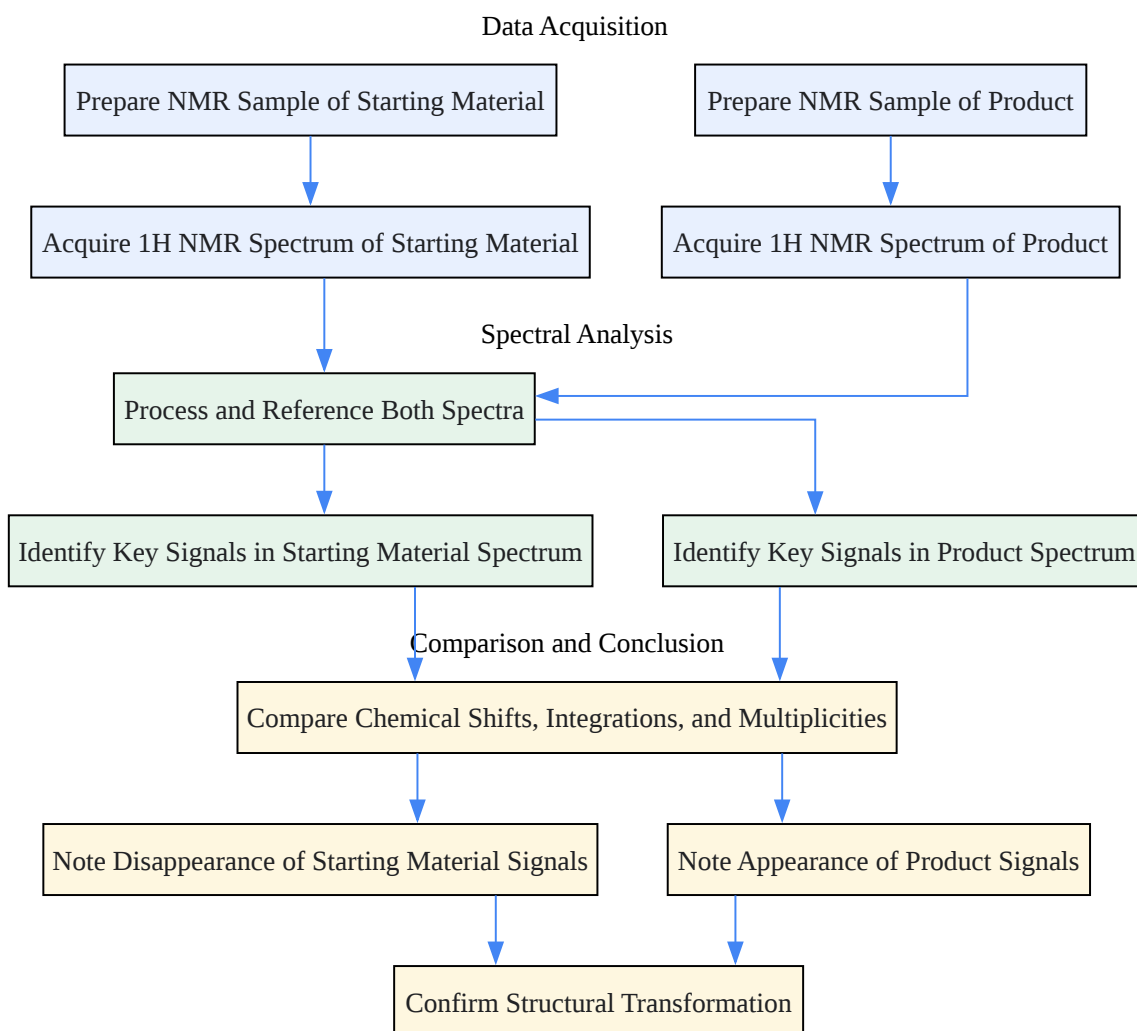 Data Acquisition
Prepare NMR Sample of Starting Material
Prepare NMR Sample of Product
Acquire 1H NMR Spectrum of Starting Material
Acquire 1H NMR Spectrum of Product
Spectral Analysis
Process and Reference Both Spectra
Identify Key Signals in Starting Material Spectrum
Identify Key Signals in Product Spectrum
Comparison and Conclusion
Compare Chemical Shifts, Integrations, and Multiplicities
Note Disappearance of Starting Material Signals
Note Appearance of Product Signals
Confirm Structural Transformation